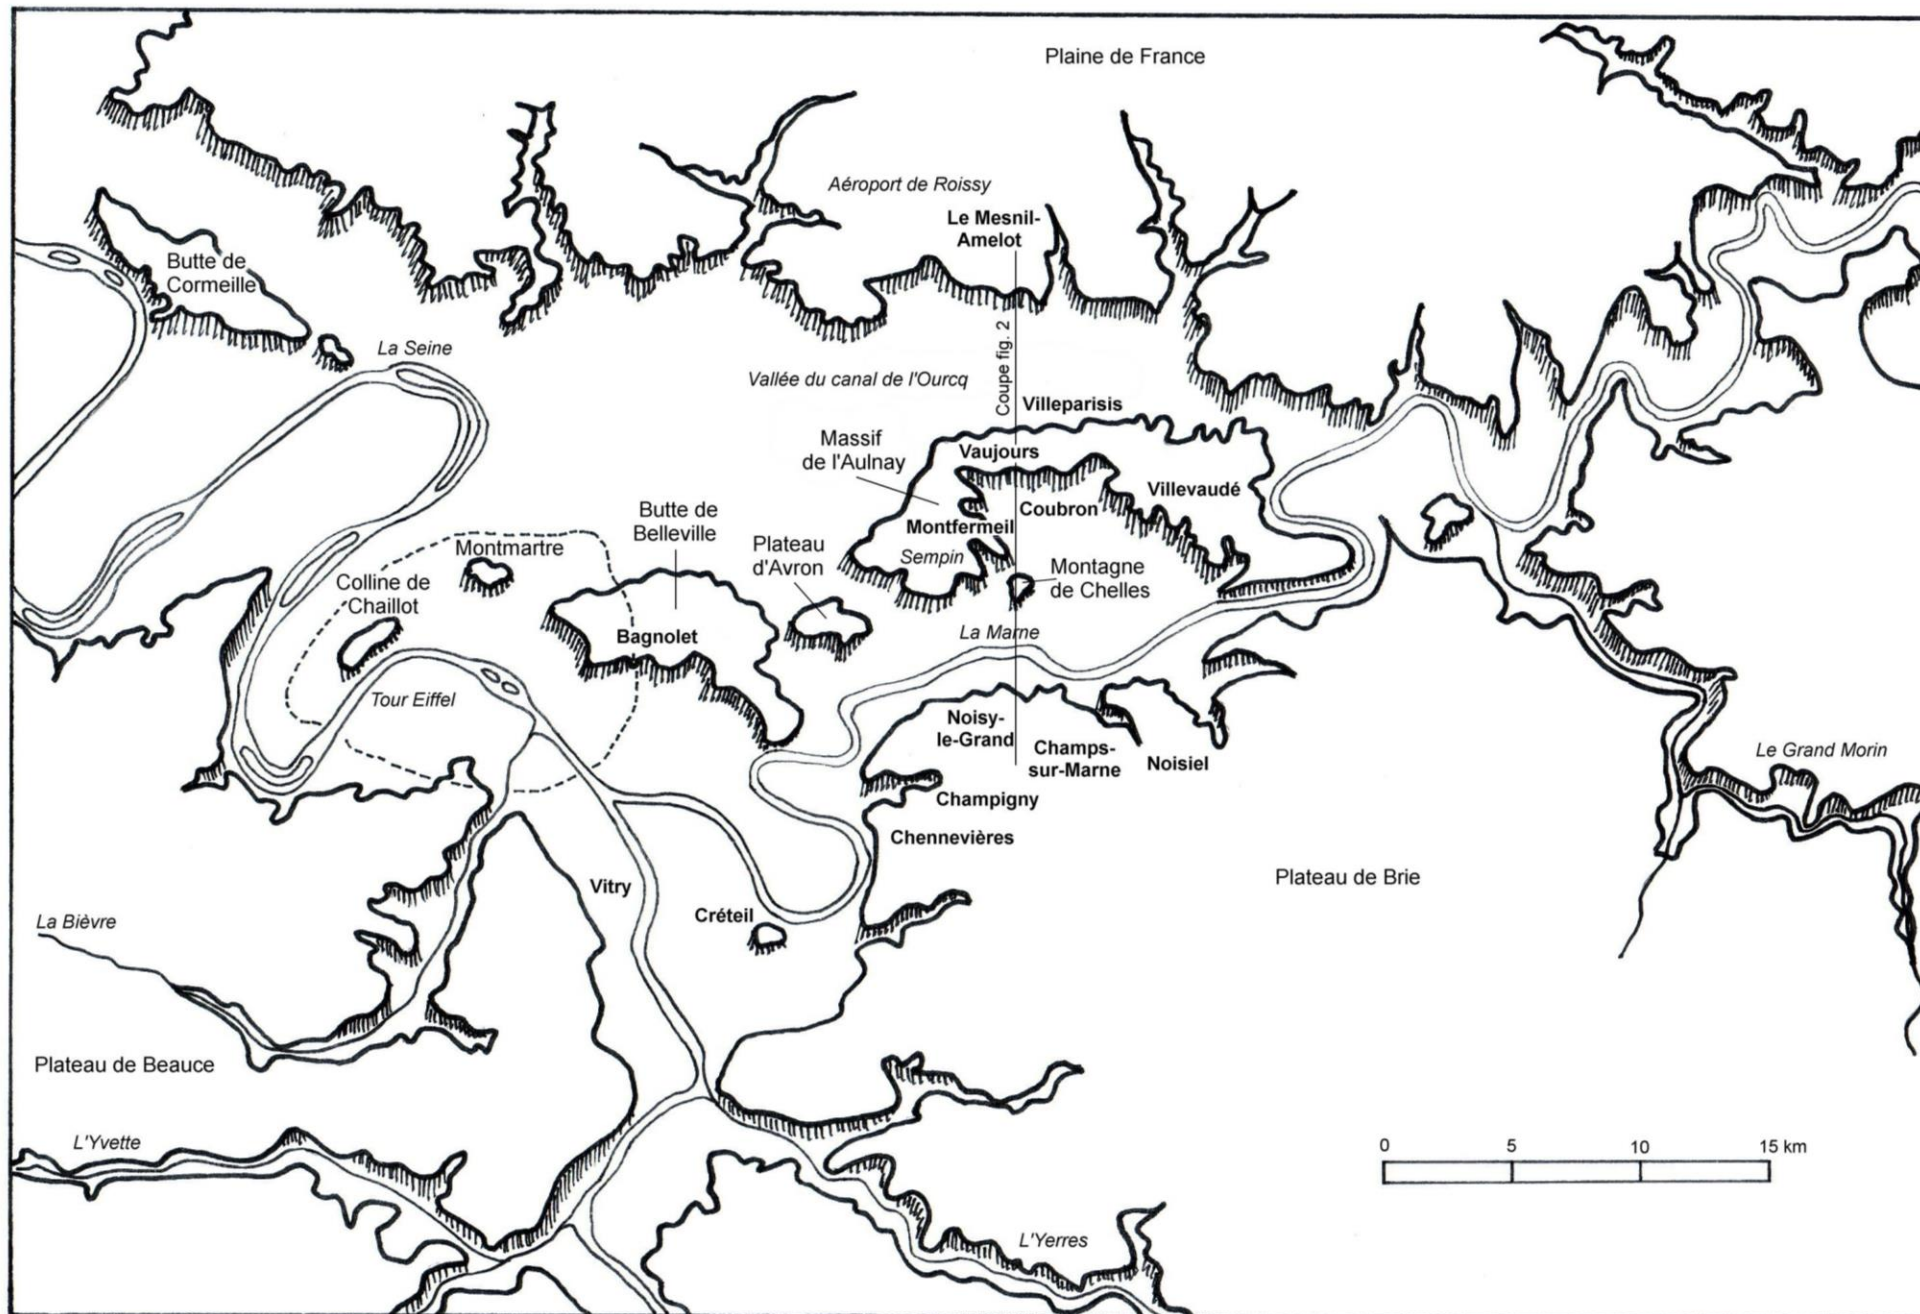 Plaine de France
Aéroport de Roissy
Le Mesnil-
Amelot
Butte de
Cormeille
La Seine
Coupe fig. 2
Vallée du canal de l'Ourcq
Villeparisis
Massif
de l'Aulnay
Vaujours
Villevaudé
Coubron
Montfermeil
Sempin
Butte de
Belleville
Plateau
d'Avron
Montmartre
Colline de
Chaillot
Montagne
de Chelles
Bagnolet
La Marne
Tour Eiffel
Noisy-
le-Grand
Champs-
sur-Marne
Noisiel
Le Grand Morin
Champigny
Chennevières
Plateau de Brie
Vitry
Créteil
La Bièvre
Plateau de Beauce
L'Yvette
0 5 10 15 km
L'Yerres